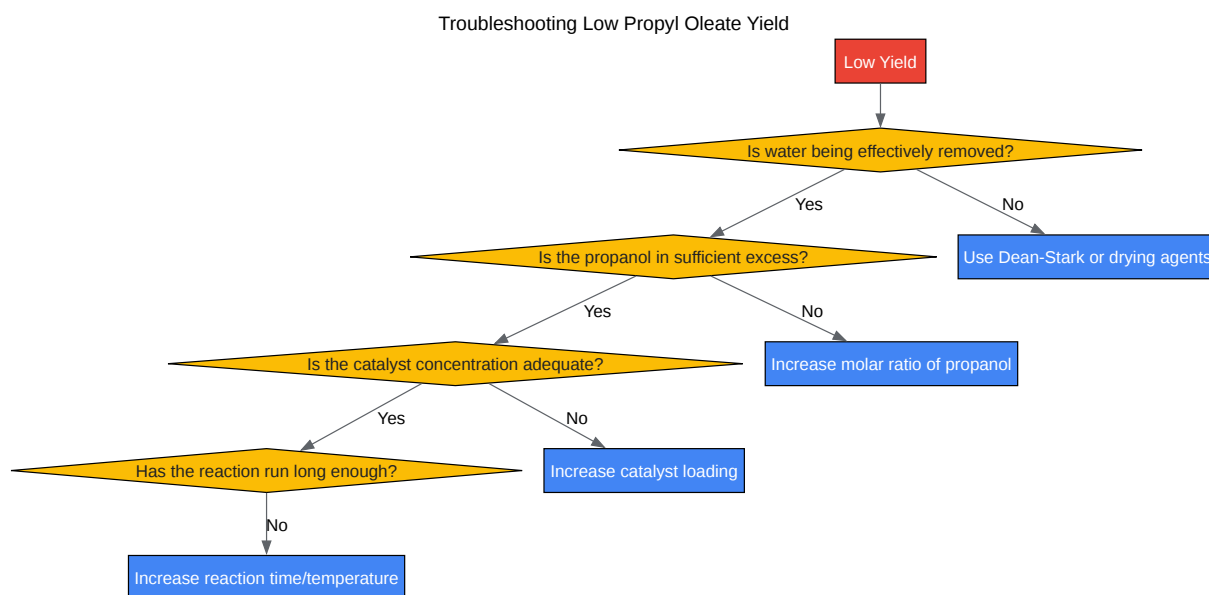 Troubleshooting Low Propyl Oleate Yield
Low Yield
Is water being effectively removed?
Yes
No
Is the propanol in sufficient excess?
Use Dean-Stark or drying agents
Yes
No
Is the catalyst concentration adequate?
Increase molar ratio of propanol
Yes
No
Has the reaction run long enough?
Increase catalyst loading
No
Increase reaction time/temperature